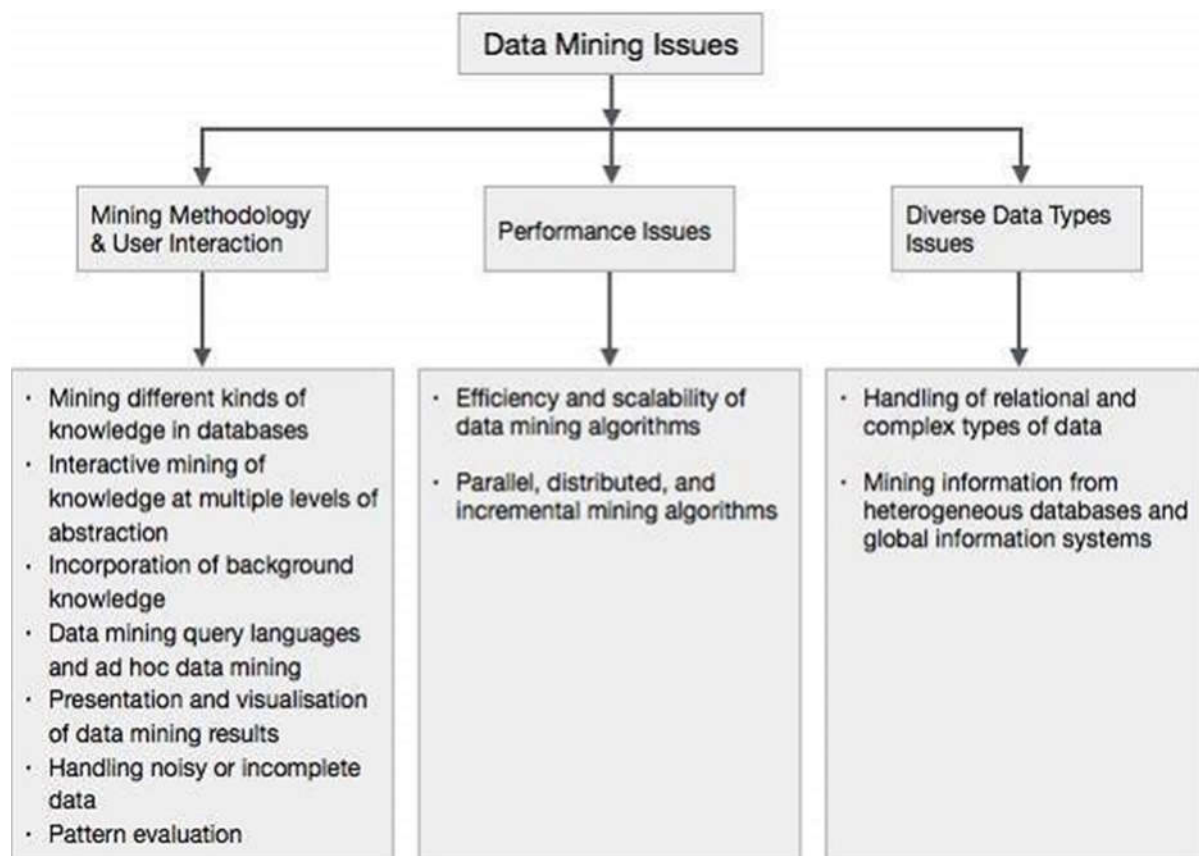 Data Mining Issues
Mining Methodology
& User Interaction
Performance Issues
Diverse Data Types
Issues
· Mining different kinds of
knowledge in databases
· Interactive mining of
knowledge at multiple levels of
abstraction
· Incorporation of background
knowledge
· Data mining query languages
and ad hoc data mining
· Presentation and visualisation
of data mining results
· Handling noisy or incomplete
data
· Pattern evaluation
· Efficiency and scalability of
data mining algorithms
· Parallel, distributed, and
incremental mining algorithms
· Handling of relational and
complex types of data
· Mining information from
heterogeneous databases and
global information systems